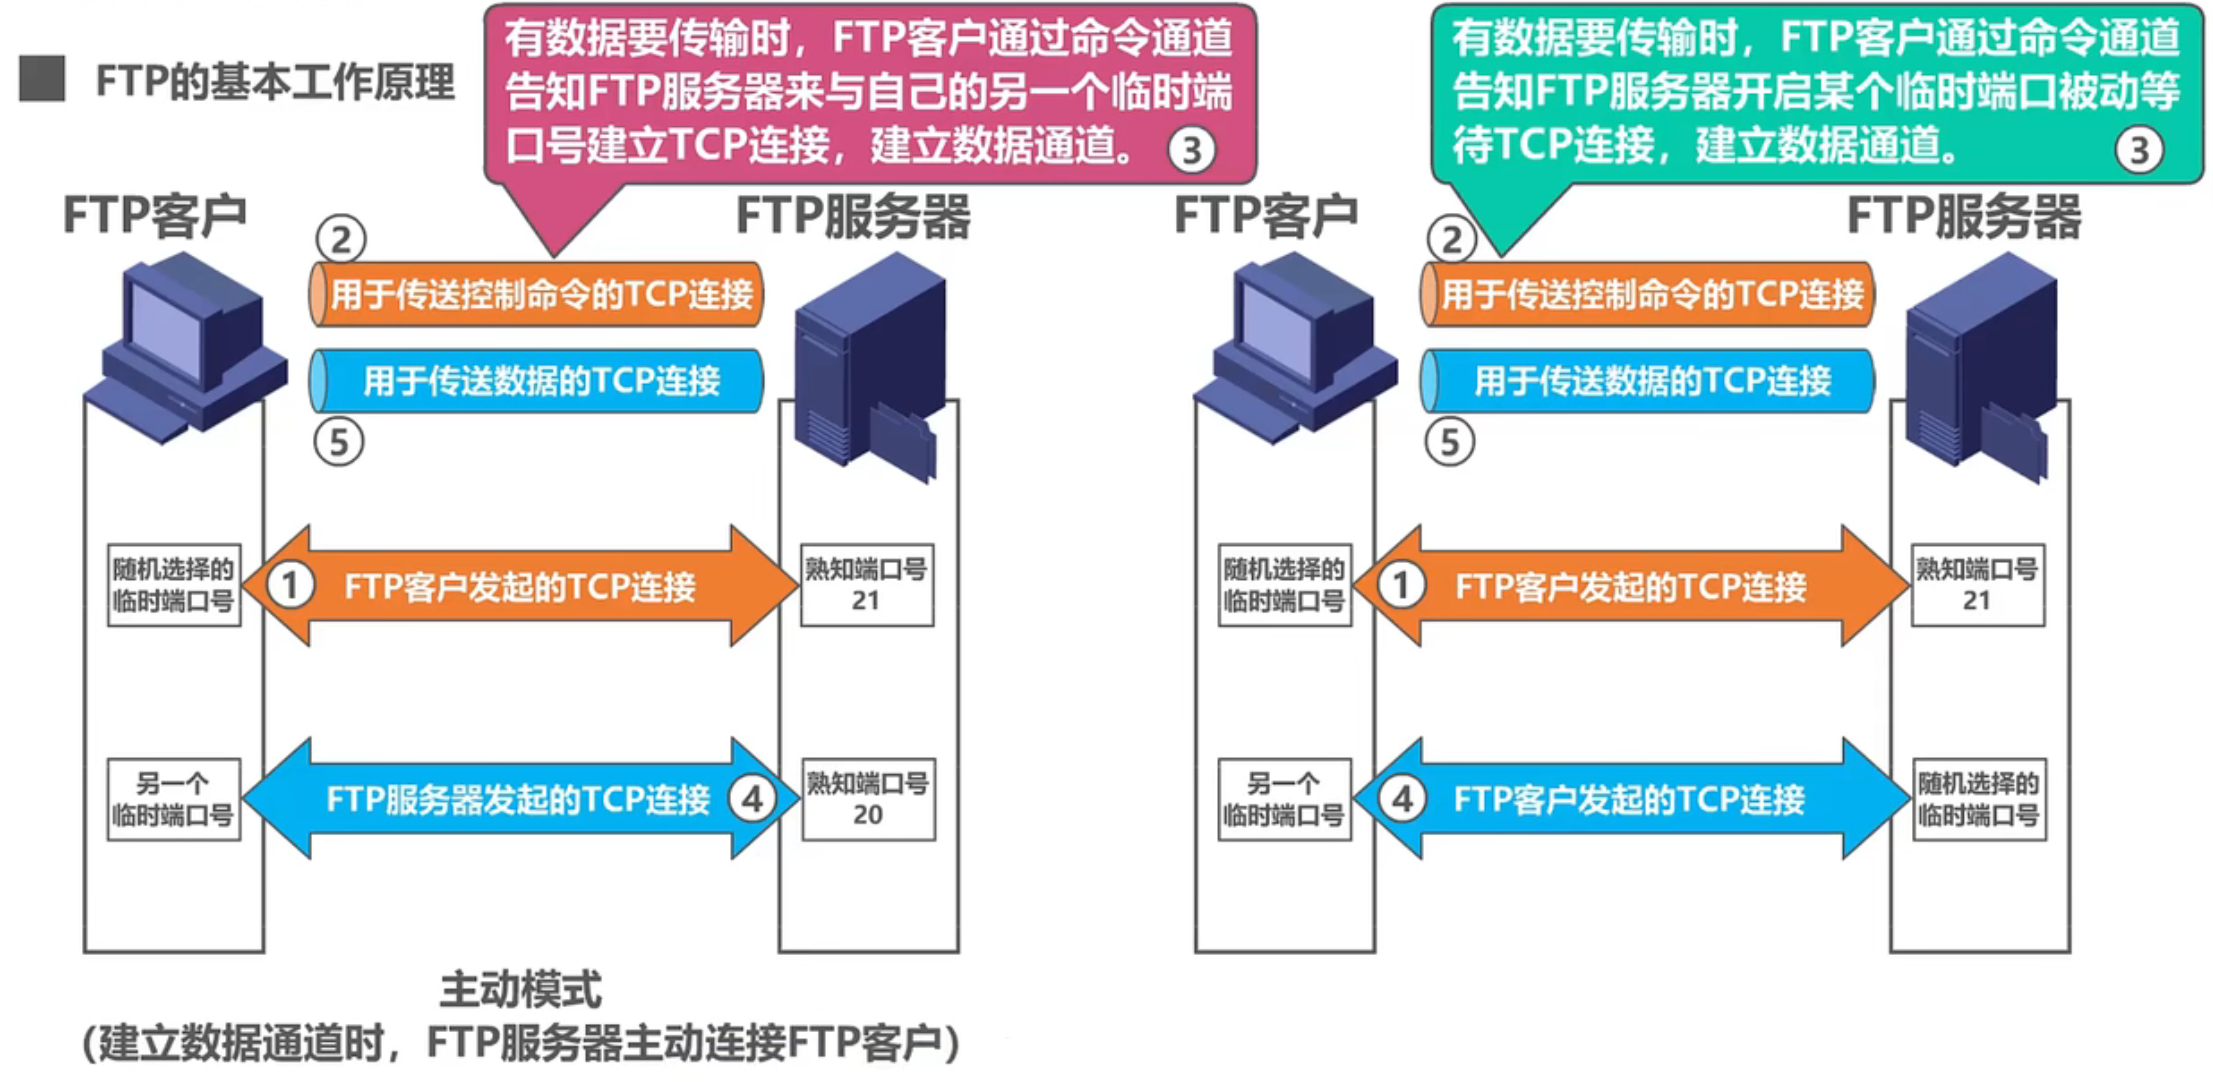 FTP的基本工作原理
有数据要传输时，FTP客户通过命令通道
告知FTP服务器来与自己的另一个临时端
口号建立TCP连接，建立数据通道。 ③
FTP客户
FTP服务器
②
用于传送控制命令的TCP连接
用于传送数据的TCP连接
⑤
随机选择的
临时端口号
① FTP客户发起的TCP连接
熟知端口号
21
另一个
临时端口号
FTP服务器发起的TCP连接 ④
熟知端口号
20
主动模式
(建立数据通道时，FTP服务器主动连接FTP客户)
有数据要传输时，FTP客户通过命令通道
告知FTP服务器开启某个临时端口被动等
待TCP连接，建立数据通道。 ③
FTP客户
FTP服务器
②
用于传送控制命令的TCP连接
用于传送数据的TCP连接
⑤
随机选择的
临时端口号
① FTP客户发起的TCP连接
熟知端口号
21
另一个
临时端口号
④ FTP客户发起的TCP连接
随机选择的
临时端口号